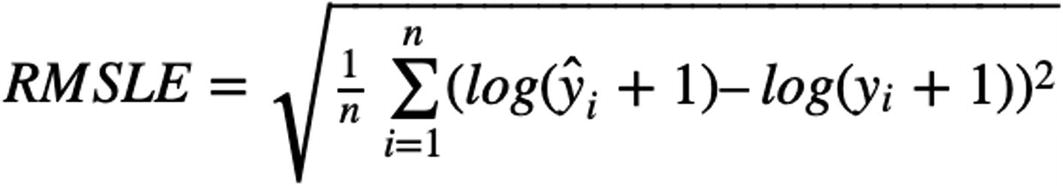 RMSLE = √(1/n ∑_{i=1}^{n} (log(ŷ_i + 1)– log(y_i + 1))²)